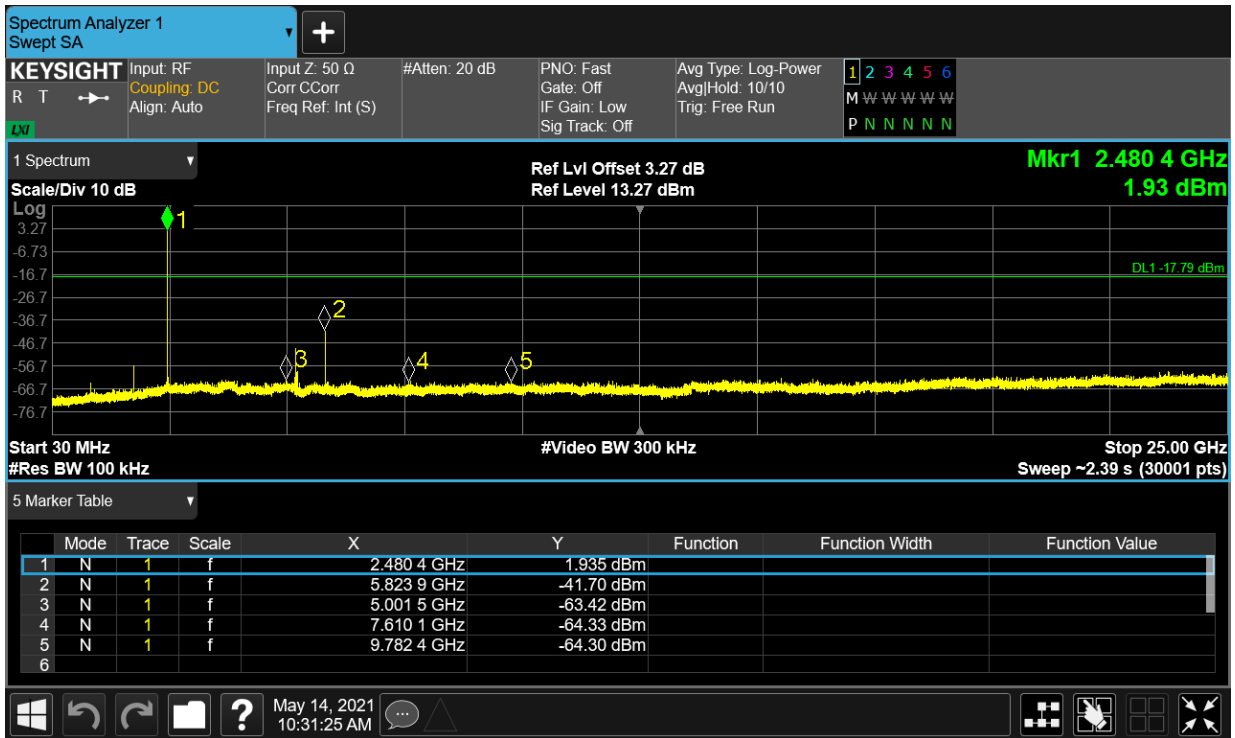 Spectrum Analyzer 1
Swept SA
KEYSIGHT
R T
LXI
Input: RF
Coupling: DC
Align: Auto
Input Z: 50 Ω
Corr CCorr
Freq Ref: Int (S)
#Atten: 20 dB
PNO: Fast
Gate: Off
IF Gain: Low
Sig Track: Off
Avg Type: Log-Power
Avg|Hold: 10/10
Trig: Free Run
1 2 3 4 5 6
M W W W W W
P N N N N N
1 Spectrum
Scale/Div 10 dB
Ref Lvl Offset 3.27 dB
Ref Level 13.27 dBm
Mkr1 2.480 4 GHz
1.93 dBm
Log
3.27
-6.73
-16.7
-26.7
-36.7
-46.7
-56.7
-66.7
-76.7
1
2
3
4
5
DL1 -17.79 dBm
Start 30 MHz
#Res BW 100 kHz
#Video BW 300 kHz
Stop 25.00 GHz
Sweep ~2.39 s (30001 pts)
5 Marker Table
Mode Trace Scale X Y Function Function Width Function Value
1 N 1 f 2.480 4 GHz 1.935 dBm
2 N 1 f 5.823 9 GHz -41.70 dBm
3 N 1 f 5.001 5 GHz -63.42 dBm
4 N 1 f 7.610 1 GHz -64.33 dBm
5 N 1 f 9.782 4 GHz -64.30 dBm
6
?
May 14, 2021
10:31:25 AM